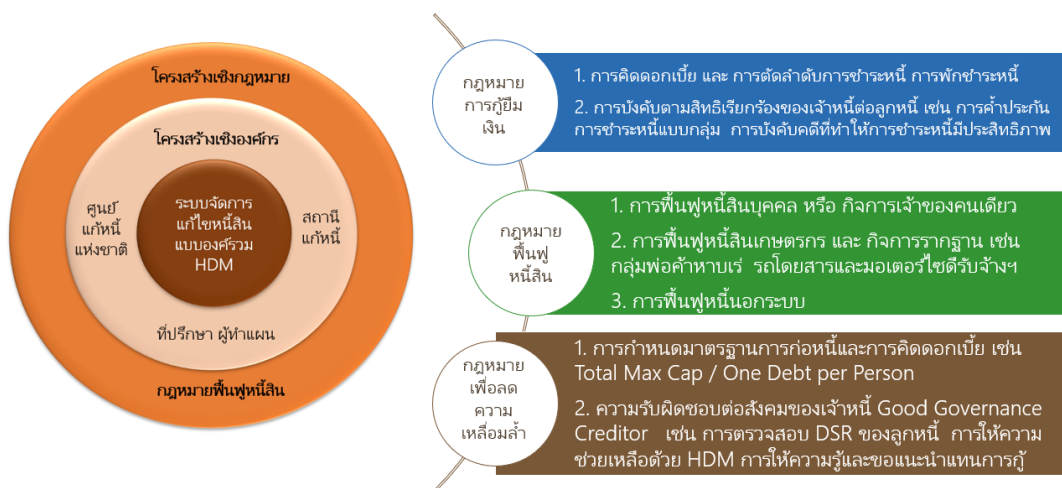 โครงสร้างเชิงกฎหมาย
โครงสร้างเชิงองค์กร
ศูนย์
แก้หนี้
แห่งชาติ
ระบบจัดการ
แก้ไขหนี้สิน
แบบองค์รวม
HDM
สถานี
แก้หนี้
ที่ปรึกษา ผู้ทำแผน
กฎหมายฟื้นฟูหนี้สิน
กฎหมาย
การกู้ยืม
เงิน
1. การคิดดอกเบี้ย และ การตัดลำดับการชำระหนี้ การพักชำระหนี้
2. การบังคับตามสิทธิเรียกร้องของเจ้าหนี้ต่อลูกหนี้ เช่น การค้ำประกัน
การชำระหนี้แบบกลุ่ม การบังคับคดีที่ทำให้การชำระหนี้มีประสิทธิภาพ
กฎหมาย
ฟื้นฟู
หนี้สิน
1. การฟื้นฟูหนี้สินบุคคล หรือ กิจการเจ้าของคนเดียว
2. การฟื้นฟูหนี้สินเกษตรกร และ กิจการรากฐาน เช่น
กลุ่มพ่อค้าหาบเร่ รถโดยสารและมอเตอร์ไซด์รับจ้างฯ
3. การฟื้นฟูหนี้นอกระบบ
กฎหมาย
เพื่อลด
ความ
เหลื่อมล้ำ
1. การกำหนดมาตรฐานการก่อหนี้และการคิดดอกเบี้ย เช่น
Total Max Cap / One Debt per Person
2. ความรับผิดชอบต่อสังคมของเจ้าหนี้ Good Governance
Creditor เช่น การตรวจสอบ DSR ของลูกหนี้ การให้ความ
ช่วยเหลือด้วย HDM การให้ความรู้และขอแนะนำแทนการกู้